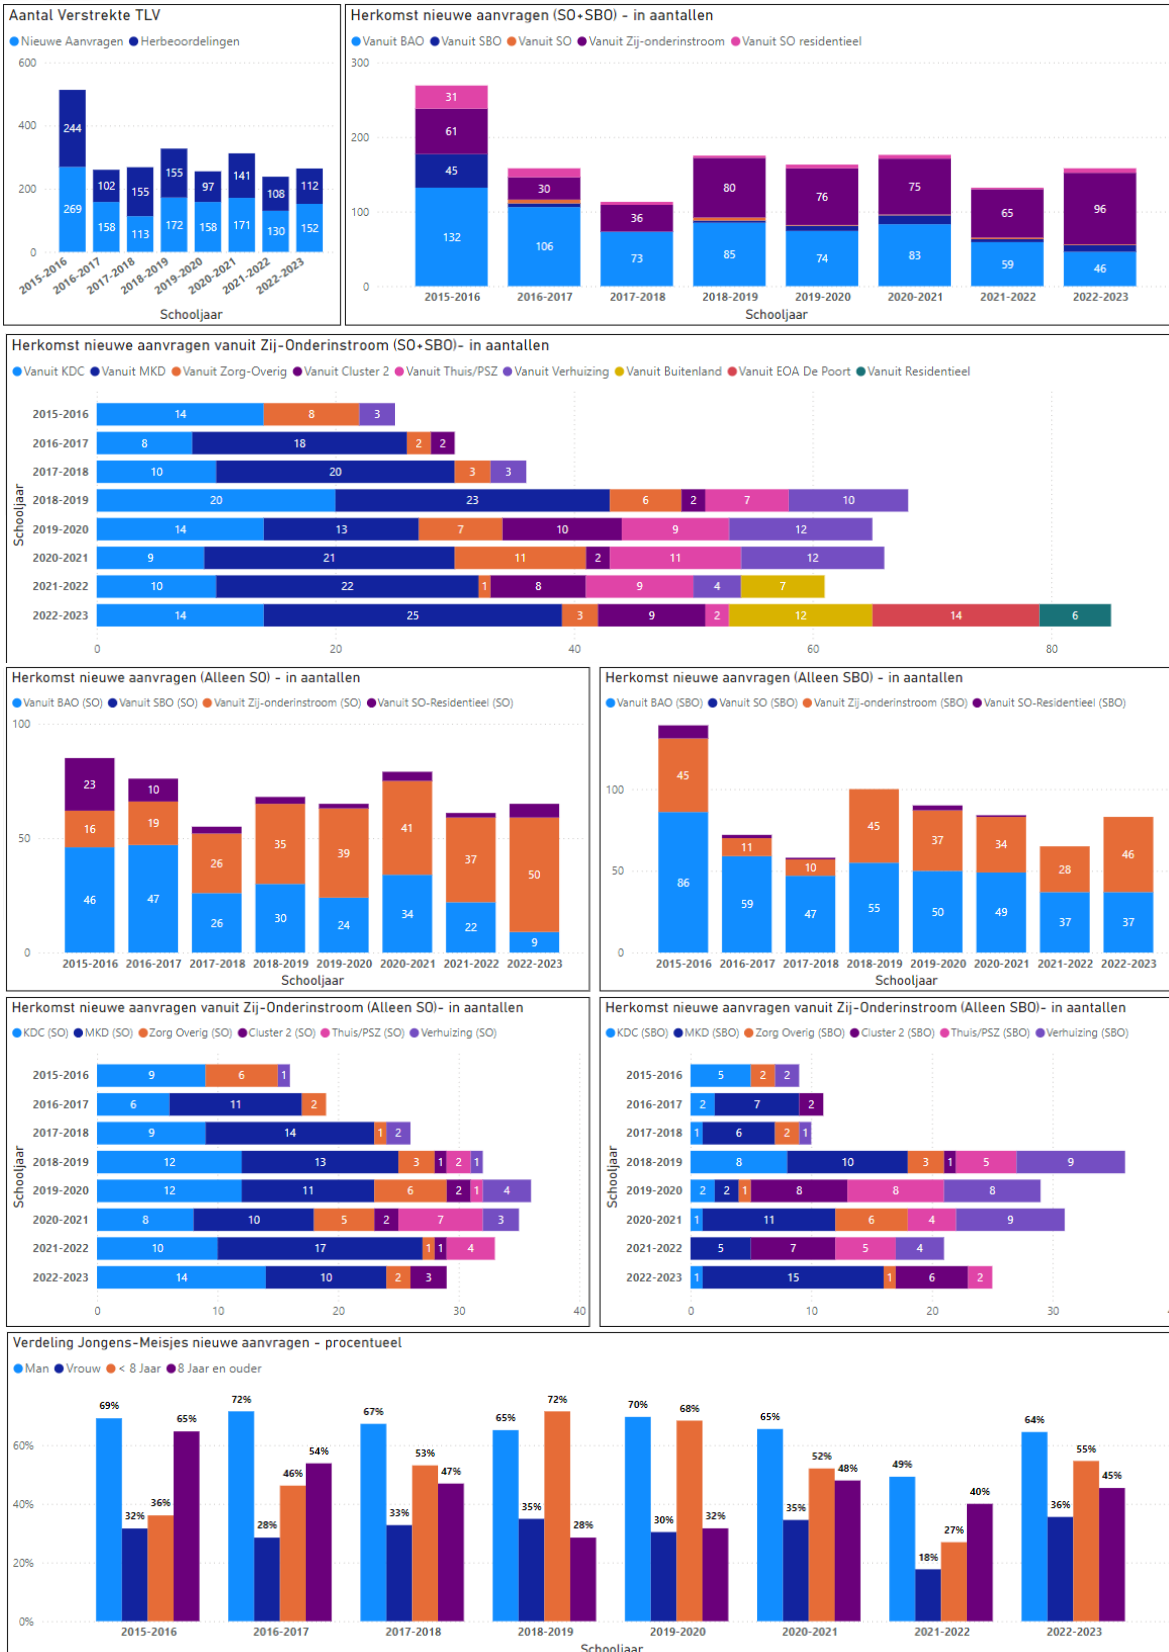 Aantal Verstrekte TLV
Nieuwe Aanvragen Herbeoordelingen
600
400
200
0
244 102 155 155 97 141 108 112
269 158 113 172 158 171 130 152
2015-2016 2016-2017 2017-2018 2018-2019 2019-2020 2020-2021 2021-2022 2022-2023
Schooljaar
Herkomst nieuwe aanvragen (SO+SBO) - in aantallen
Vanuit BAO Vanuit SBO Vanuit SO Vanuit Zij-onderinstroom Vanuit SO residentieel
300
200
100
0
31
61 30 36 80 76 75 65 96
45
132 106 73 85 74 83 59 46
2015-2016 2016-2017 2017-2018 2018-2019 2019-2020 2020-2021 2021-2022 2022-2023
Schooljaar
Herkomst nieuwe aanvragen vanuit Zij-Onderinstroom (SO+SBO)- in aantallen
Vanuit KDC Vanuit MKD Vanuit Zorg-Overig Vanuit Cluster 2 Vanuit Thuis/PSZ Vanuit Verhuizing Vanuit Buitenland Vanuit EOA De Poort Vanuit Residentieel
Schooljaar
2015-2016 14 8 3
2016-2017 8 18 2 2
2017-2018 10 20 3 3
2018-2019 20 23 6 2 7 10
2019-2020 14 13 7 10 9 12
2020-2021 9 21 11 2 11 12
2021-2022 10 22 1 8 9 4 7
2022-2023 14 25 3 9 2 12 14 6
0 20 40 60 80
Herkomst nieuwe aanvragen (Alleen SO) - in aantallen
Vanuit BAO (SO) Vanuit SBO (SO) Vanuit Zij-onderinstroom (SO) Vanuit SO-Residentieel (SO)
100
50
0
23 10
16 19 26 35 39 41 37 50
46 47 26 30 24 34 22 9
2015-2016 2016-2017 2017-2018 2018-2019 2019-2020 2020-2021 2021-2022 2022-2023
Schooljaar
Herkomst nieuwe aanvragen (Alleen SBO) - in aantallen
Vanuit BAO (SBO) Vanuit SO (SBO) Vanuit Zij-onderinstroom (SBO) Vanuit SO-Residentieel (SBO)
100
50
0
45 11 10 45 37 34 28 46
86 59 47 55 50 49 37 37
2015-2016 2016-2017 2017-2018 2018-2019 2019-2020 2020-2021 2021-2022 2022-2023
Schooljaar
Herkomst nieuwe aanvragen vanuit Zij-Onderinstroom (Alleen SO)- in aantallen
KDC (SO) MKD (SO) Zorg Overig (SO) Cluster 2 (SO) Thuis/PSZ (SO) Verhuizing (SO)
Schooljaar
2015-2016 9 6 1
2016-2017 6 11 2
2017-2018 9 14 1 2
2018-2019 12 13 3 1 2 1
2019-2020 12 11 6 2 1 4
2020-2021 8 10 5 2 7 3
2021-2022 10 17 1 1 4
2022-2023 14 10 2 3
0 10 20 30 40
Herkomst nieuwe aanvragen vanuit Zij-Onderinstroom (Alleen SBO)- in aantallen
KDC (SBO) MKD (SBO) Zorg Overig (SBO) Cluster 2 (SBO) Thuis/PSZ (SBO) Verhuizing (SBO)
Schooljaar
2015-2016 5 2 2
2016-2017 2 7 2
2017-2018 1 6 2 1
2018-2019 8 10 3 1 5 9
2019-2020 2 2 1 8 8 8
2020-2021 1 11 6 4 9
2021-2022 5 7 5 4
2022-2023 1 15 1 6 2
0 10 20 30
Verdeling Jongens-Meisjes nieuwe aanvragen - procentueel
Man Vrouw < 8 Jaar 8 Jaar en ouder
60%
40%
20%
0%
69% 32% 36% 65%
72% 28% 46% 54%
67% 33% 53% 47%
65% 35% 72% 28%
70% 30% 68% 32%
65% 35% 52% 48%
49% 18% 27% 40%
64% 36% 55% 45%
2015-2016 2016-2017 2017-2018 2018-2019 2019-2020 2020-2021 2021-2022 2022-2023
Schooljaar